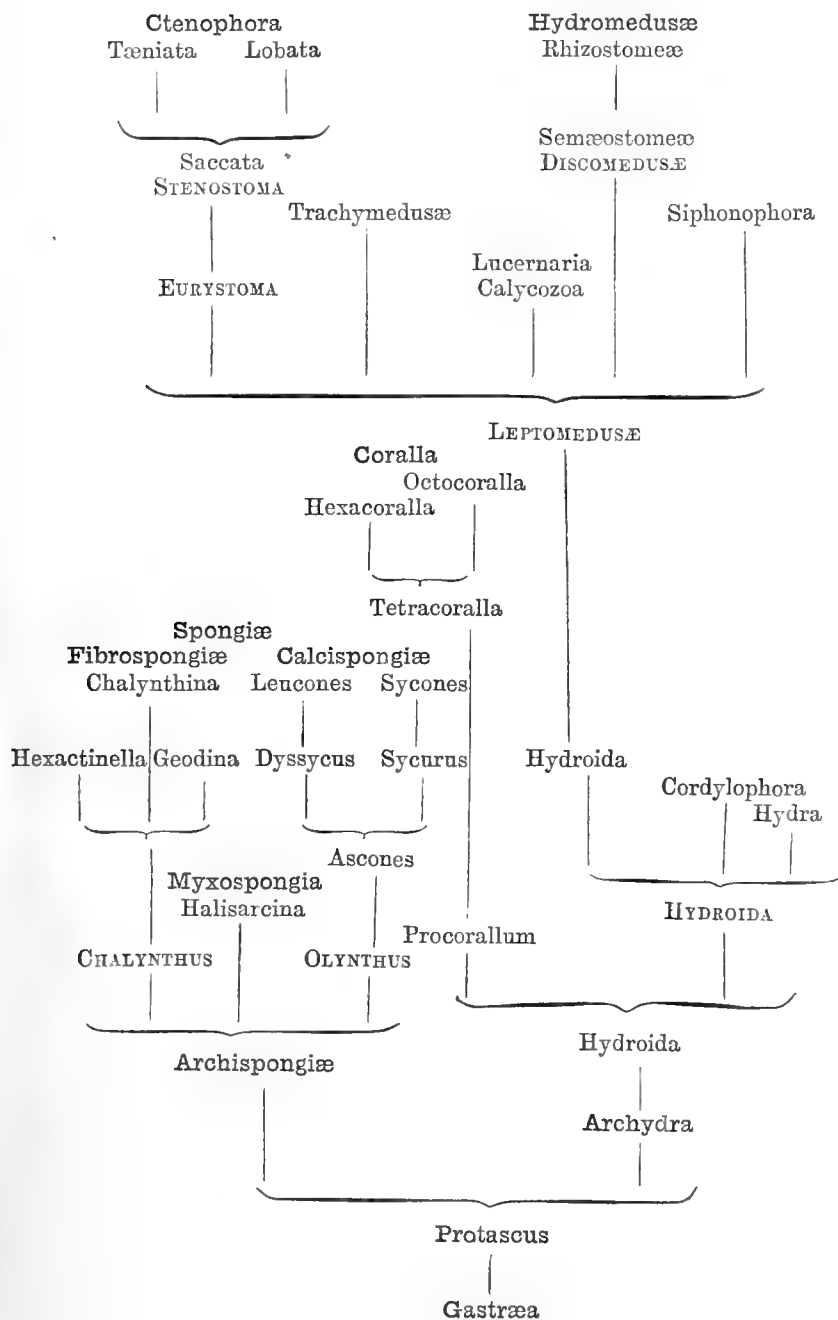 Ctenophora
Tæniata Lobata
Hydromedusæ
Rhizostomeæ
Semæostomeæ
DISCOMEDUSÆ
Saccata
STENOSTOMA
Trachymedusæ
Siphonophora
Lucernaria
Calycozoa
EURYSTOMA
LEPTOMEDUSÆ
Coralla
Octocoralla
Hexacoralla
Tetracoralla
Spongiæ
Fibrospongiæ Calcispongiæ
Chalynthina Leucones Sycones
Hexactinella Geodina Dyssycus Sycurus Hydroida
Cordylophora
Hydra
Ascones
Myxospongia
Halisarcina
HYDROIDA
Procorallum
CHALYNTHUS OLYNTHUS
Hydroida
Archispongiæ
Archydra
Protascus
Gastræa